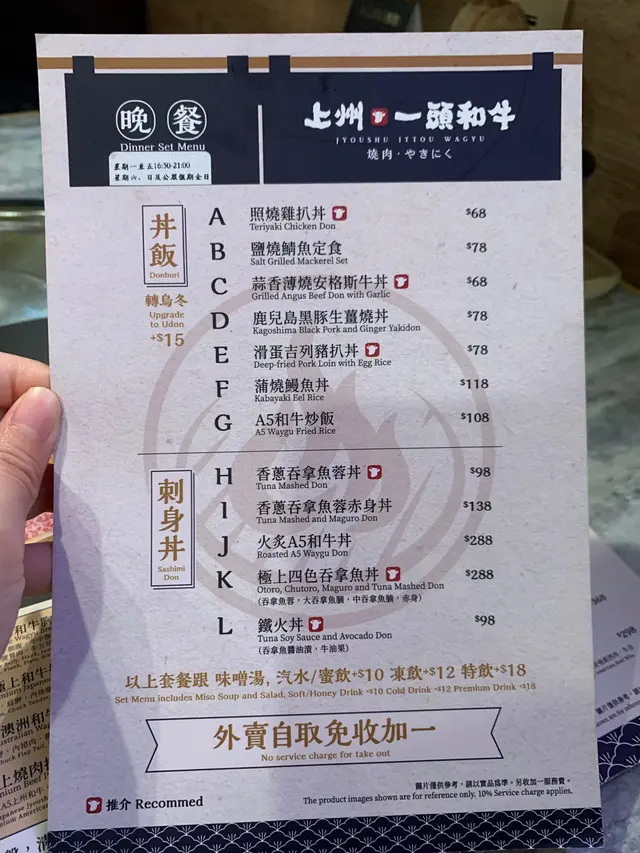 晚餐
Dinner Set Menu
星期一至五16:30-21:00
星期六、日及公眾假期全日
上州 一頭和牛
JYOUSHU ITTOU WAGYU
燒肉・やきにく
丼飯
Donburi
轉烏冬
Upgrade
to Udon
+$15
A 照燒雞扒丼 $68
Teriyaki Chicken Don
B 鹽燒鯖魚定食 $78
Salt Grilled Mackerel Set
C 蒜香薄燒安格斯牛丼 $68
Grilled Angus Beef Don with Garlic
D 鹿兒島黑豚生薑燒丼 $78
Kagoshima Black Pork and Ginger Yakidon
E 滑蛋吉列豬扒丼 $78
Deep-fried Pork Loin with Egg Rice
F 蒲燒鰻魚丼 $118
Kabayaki Eel Rice
G A5和牛炒飯 $108
A5 Waygu Fried Rice
刺身丼
Sashimi
Don
H 香蔥吞拿魚蓉丼 $98
Tuna Mashed Don
I 香蔥吞拿魚蓉赤身丼 $138
Tuna Mashed and Maguro Don
J 火炙A5和牛丼 $288
Roasted A5 Waygu Don
K 極上四色吞拿魚丼 $288
Otoro, Chutoro, Maguro and Tuna Mashed Don
(吞拿魚蓉，大吞拿魚腩，中吞拿魚腩，赤身)
L 鐵火丼 $98
Tuna Soy Sauce and Avocado Don
(吞拿魚醬油漬，牛油果)
以上套餐跟 味噌湯, 汽水/蜜飲+$10 凍飲+$12 特飲+$18
Set Menu includes Miso Soup and Salad, Soft/Honey Drink +$10 Cold Drink +$12 Premium Drink +$18
外賣自取免收加一
No service charge for take out
推介 Recommed
圖片僅供參考，請以實品為準。另收加一服務費。
The product images shown are for reference only. 10% Service charge applies.